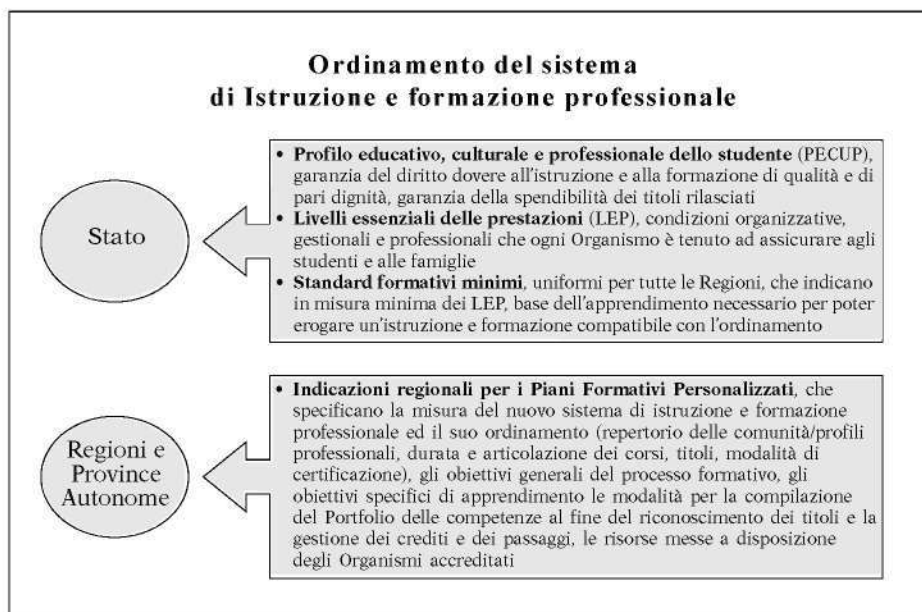 Ordinamento del sistema
di Istruzione e formazione professionale
Stato
• Profilo educativo, culturale e professionale dello studente (PECUP),
garanzia del diritto dovere all'istruzione e alla formazione di qualità e di
pari dignità, garanzia della spendibilità dei titoli rilasciati
• Livelli essenziali delle prestazioni (LEP), condizioni organizzative,
gestionali e professionali che ogni Organismo è tenuto ad assicurare agli
studenti e alle famiglie
• Standard formativi minimi, uniformi per tutte le Regioni, che indicano
in misura minima dei LEP, base dell'apprendimento necessario per poter
erogare un'istruzione e formazione compatibile con l'ordinamento
Regioni e
Province
Autonome
• Indicazioni regionali per i Piani Formativi Personalizzati, che
specificano la misura del nuovo sistema di istruzione e formazione
professionale ed il suo ordinamento (repertorio delle comunità/profili
professionali, durata e articolazione dei corsi, titoli, modalità di
certificazione), gli obiettivi generali del processo formativo, gli
obiettivi specifici di apprendimento le modalità per la compilazione
del Portfolio delle competenze al fine del riconoscimento dei titoli e la
gestione dei crediti e dei passaggi, le risorse messe a disposizione
degli Organismi accreditati